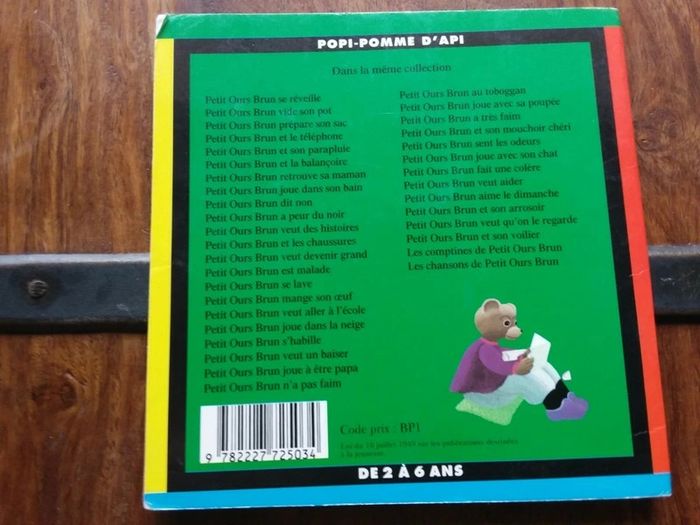 POPI-POMME D'API
Dans la même collection
Petit Ours Brun se réveille
Petit Ours Brun vide son pot
Petit Ours Brun prépare son sac
Petit Ours Brun et le téléphone
Petit Ours Brun et son parapluie
Petit Ours Brun et la balançoire
Petit Ours Brun retrouve sa maman
Petit Ours Brun joue dans son bain
Petit Ours Brun dit non
Petit Ours Brun a peur du noir
Petit Ours Brun veut des histoires
Petit Ours Brun et les chaussures
Petit Ours Brun veut devenir grand
Petit Ours Brun est malade
Petit Ours Brun se lave
Petit Ours Brun mange son œuf
Petit Ours Brun veut aller à l'école
Petit Ours Brun joue dans la neige
Petit Ours Brun s'habille
Petit Ours Brun veut un baiser
Petit Ours Brun joue à être papa
Petit Ours Brun n'a pas faim
Petit Ours Brun au toboggan
Petit Ours Brun joue avec sa poupée
Petit Ours Brun a très faim
Petit Ours Brun et son mouchoir chéri
Petit Ours Brun sent les odeurs
Petit Ours Brun joue avec son chat
Petit Ours Brun fait une colère
Petit Ours Brun veut aider
Petit Ours Brun aime le dimanche
Petit Ours Brun et son arrosoir
Petit Ours Brun veut qu'on le regarde
Petit Ours Brun et son voilier
Les comptines de Petit Ours Brun
Les chansons de Petit Ours Brun
9 782227 725034
Code prix : BP1
Loi du 16 juillet 1949 sur les publications destinées
à la jeunesse.
DE 2 À 6 ANS